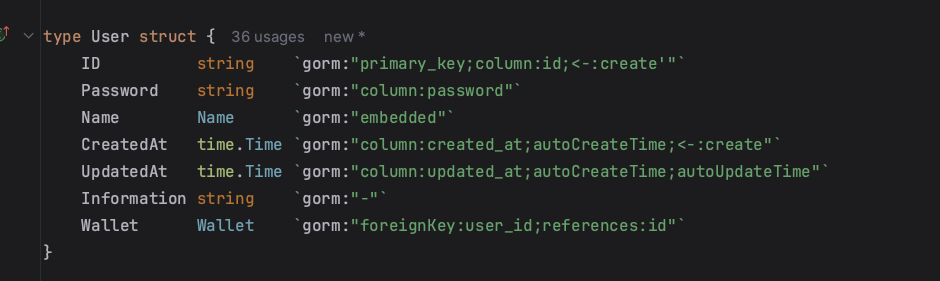 type User struct { 36 usages new *
ID string `gorm:"primary_key;column:id;<-:create'"`
Password string `gorm:"column:password"`
Name Name `gorm:"embedded"`
CreatedAt time.Time `gorm:"column:created_at;autoCreateTime;<-:create"`
UpdatedAt time.Time `gorm:"column:updated_at;autoCreateTime;autoUpdateTime"`
Information string `gorm:"-"`
Wallet Wallet `gorm:"foreignKey:user_id;references:id"`
}